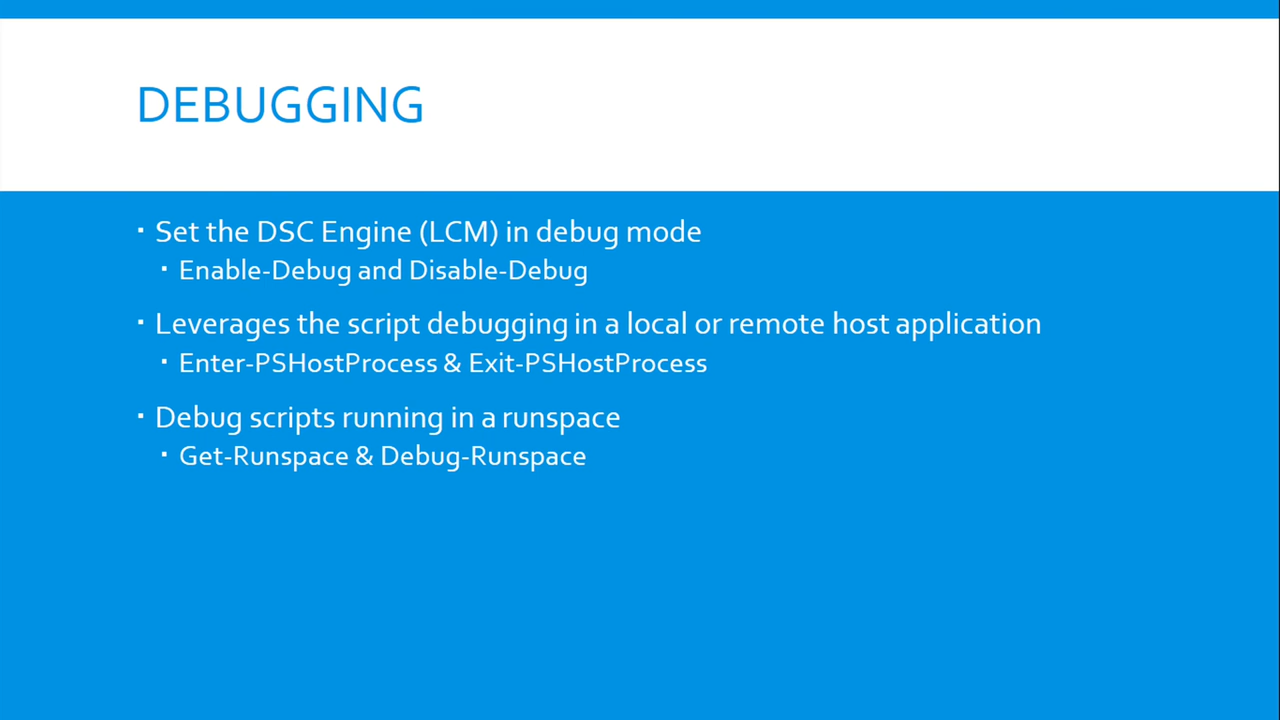 DEBUGGING
▪ Set the DSC Engine (LCM) in debug mode
▪ Enable-Debug and Disable-Debug
▪ Leverages the script debugging in a local or remote host application
▪ Enter-PSHostProcess & Exit-PSHostProcess
▪ Debug scripts running in a runspace
▪ Get-Runspace & Debug-Runspace